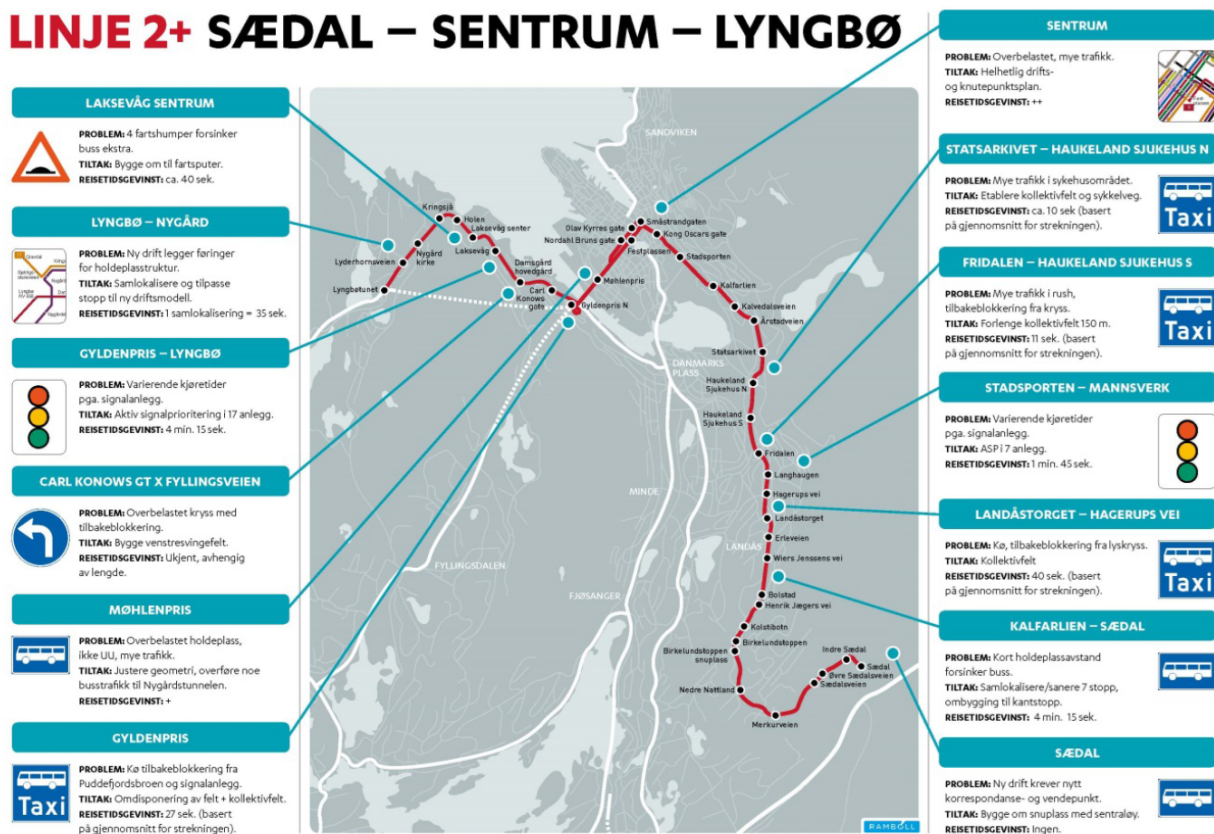 LINJE 2+ SÆDAL – SENTRUM – LYNGBØ
LAKSEVÅG SENTRUM
PROBLEM: 4 fartshumper forsinker
buss ekstra.
TILTAK: Bygge om til fartsputer.
REISETIDSGEVINST: ca. 40 sek.
LYNGBØ – NYGÅRD
PROBLEM: Ny drift legger føringer
for holdeplasstruktur.
TILTAK: Samlokalisere og tilpasse
stopp til ny driftsmodell.
REISETIDSGEVINST: 1 samlokalisering = 35 sek.
GYLDENPRIS – LYNGBØ
PROBLEM: Varierende kjøretider
pga. signalanlegg.
TILTAK: Aktiv signalprioritering i 17 anlegg.
REISETIDSGEVINST: 4 min. 15 sek.
CARL KONOWS GT X FYLLINGSVEIEN
PROBLEM: Overbelastet kryss med
tilbakeblokkering.
TILTAK: Bygge venstresvingefelt.
REISETIDSGEVINST: Ukjent, avhengig
av lengde.
MØHLENPRIS
PROBLEM: Overbelastet holdeplass,
ikke UU, mye trafikk.
TILTAK: Justere geometri, overføre noe
busstrafikk til Nygårdstunnelen.
REISETIDSGEVINST: +
GYLDENPRIS
Taxi
PROBLEM: Kø tilbakeblokkering fra
Puddefjordsbroen og signalanlegg.
TILTAK: Omdisponering av felt + kollektivfelt.
REISETIDSGEVINST: 27 sek. (basert
på gjennomsnitt for strekningen).
SANDVIKEN
Kringsjå
Holen
Laksevåg senter
Nygård
kirke
Laksevåg
Lyderhornsveien
Lyngbøtunet
Damsgård
hovedgård
Carl
Konows
gate
Gyldenpris N
Møhlenpris
Olav Kyrres gate
Nordahl Bruns gate
Småstrandgaten
Kong Oscars gate
Festplassen
Stadsporten
Kalfarlien
Kalvedalsveien
Årstadveien
Statsarkivet
DANMARKS
PLASS
Haukeland
Sjukehus N
Haukeland
Sjukehus S
Fridalen
Langhaugen
MINDE
Hagerups vei
Landåstorget
Erleveien
LANDÅS
Wiers Jenssens vei
FYLLINGSDALEN
FJØSANGER
Bolstad
Henrik Jægers vei
Kolstibotn
Birkelundstoppen
Birkelundstoppen
snuplass
Indre Sædal
Sædal
Øvre Sædalsveien
Sædalsveien
Nedre Nattland
Merkurveien
RAMBOLL
SENTRUM
PROBLEM: Overbelastet, mye trafikk.
TILTAK: Helhetlig drifts-
og knutepunktsplan.
REISETIDSGEVINST: ++
STATSARKIVET – HAUKELAND SJUKEHUS N
PROBLEM: Mye trafikk i sykehusområdet.
TILTAK: Etablere kollektivfelt og sykkelveg.
REISETIDSGEVINST: ca. 10 sek (basert
på gjennomsnitt for strekningen).
Taxi
FRIDALEN – HAUKELAND SJUKEHUS S
PROBLEM: Mye trafikk i rush,
tilbakeblokkering fra kryss.
TILTAK: Forlenge kollektivfelt 150 m.
REISETIDSGEVINST: 11 sek. (basert
på gjennomsnitt for strekningen).
Taxi
STADSPORTEN – MANNSVERK
PROBLEM: Varierende kjøretider
pga. signalanlegg.
TILTAK: ASP i 7 anlegg.
REISETIDSGEVINST: 1 min. 45 sek.
LANDÅSTORGET – HAGERUPS VEI
PROBLEM: Kø, tilbakeblokkering fra lyskryss.
TILTAK: Kollektivfelt
REISETIDSGEVINST: 40 sek. (basert
på gjennomsnitt for strekningen).
Taxi
KALFARLIEN – SÆDAL
PROBLEM: Kort holdeplassavstand
forsinker buss.
TILTAK: Samlokalisere/sanere 7 stopp,
ombygging til kantstopp.
REISETIDSGEVINST: 4 min. 15 sek.
SÆDAL
PROBLEM: Ny drift krever nytt
korrespondanse- og vendepunkt.
TILTAK: Bygge om snuplass med sentraløy.
REISETIDSGEVINST: Ingen.